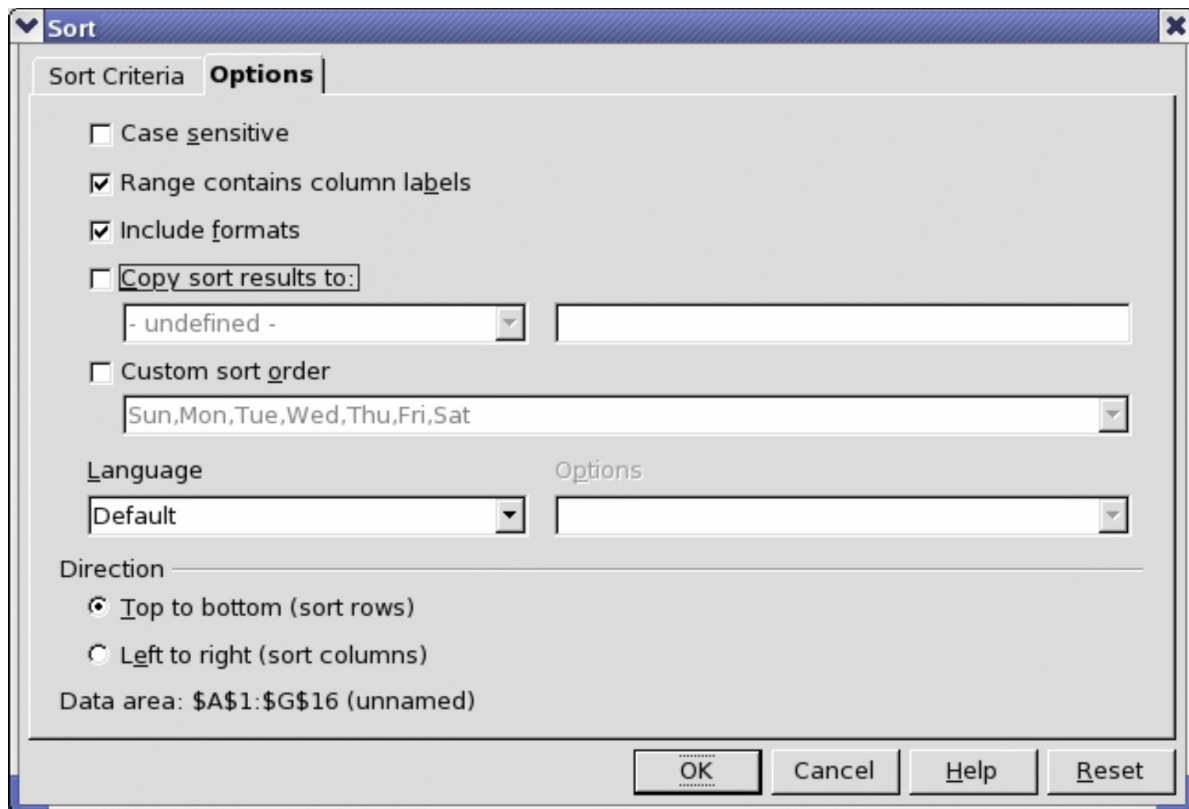 Sort
Sort Criteria Options
Case sensitive
Range contains column labels
Include formats
Copy sort results to:
- undefined -
Custom sort order
Sun,Mon,Tue,Wed,Thu,Fri,Sat
Language Options
Default
Direction
Top to bottom (sort rows)
Left to right (sort columns)
Data area: $A$1:$G$16 (unnamed)
OK Cancel Help Reset